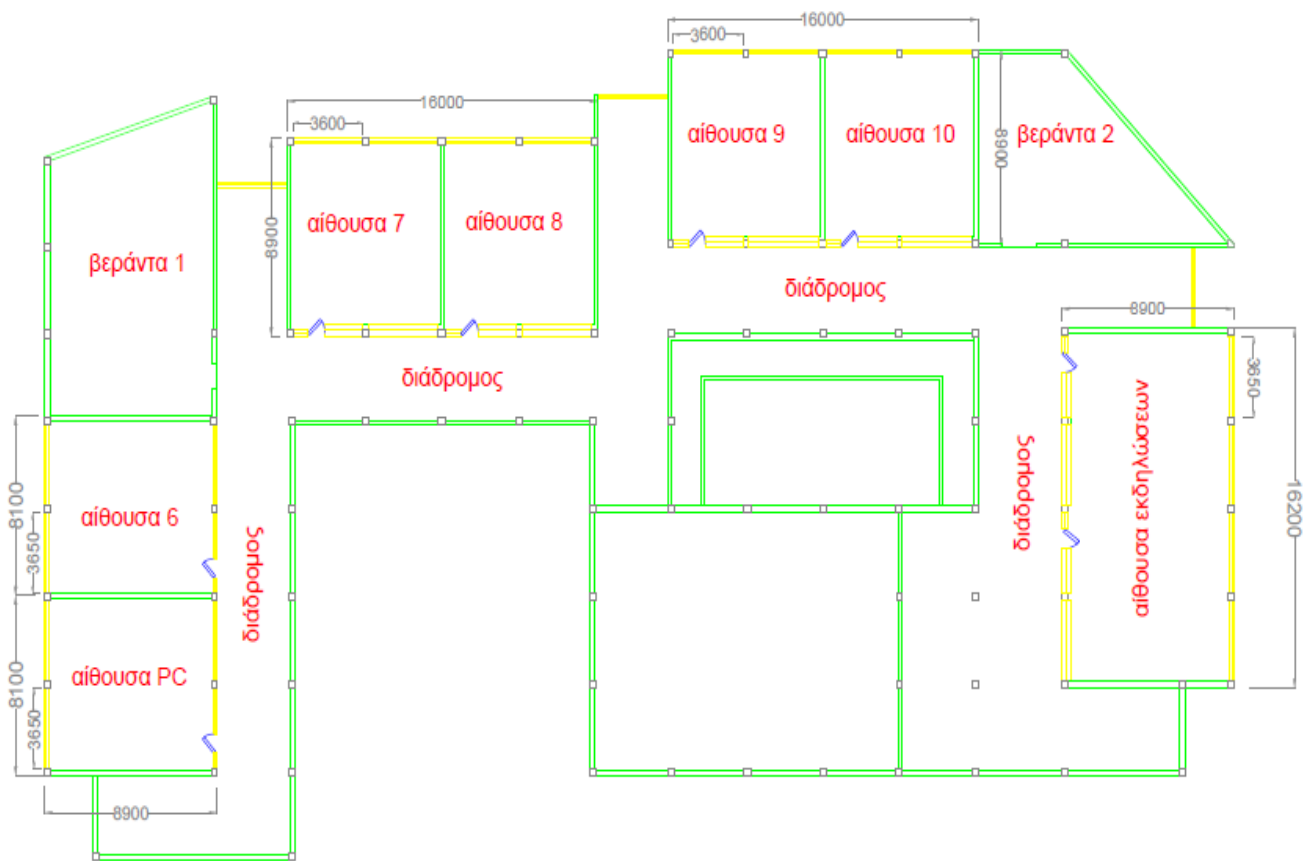 16000
3600
αίθουσα 9
αίθουσα 10
8900
βεράντα 2
16000
3600
8900
αίθουσα 7
αίθουσα 8
βεράντα 1
διάδρομος
8900
3650
διάδρομος
αίθουσα εκδηλώσεων
16200
διάδρομος
8100
3650
αίθουσα 6
διάδρομος
8100
3650
αίθουσα PC
8900